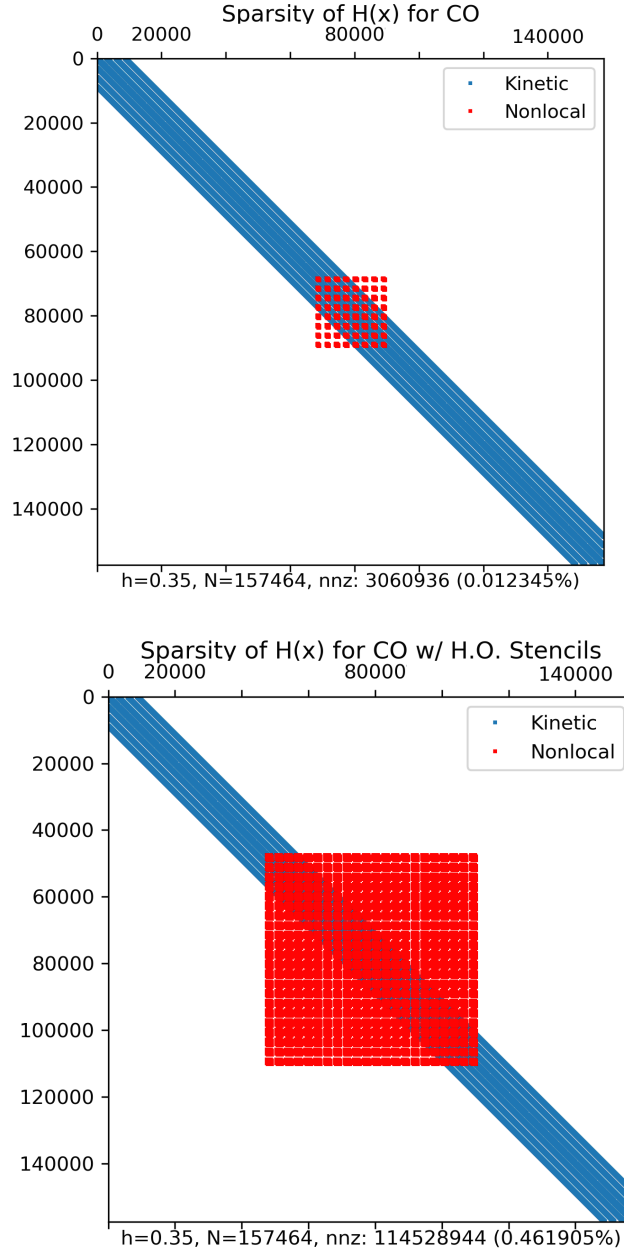 Sparsity of H(x) for CO
0 20000 80000 140000
0
Kinetic
Nonlocal
20000
40000
60000
80000
100000
120000
140000
h=0.35, N=157464, nnz: 3060936 (0.012345%)
Sparsity of H(x) for CO w/ H.O. Stencils
0 20000 80000 140000
0
Kinetic
Nonlocal
20000
40000
60000
80000
100000
120000
140000
h=0.35, N=157464, nnz: 114528944 (0.461905%)